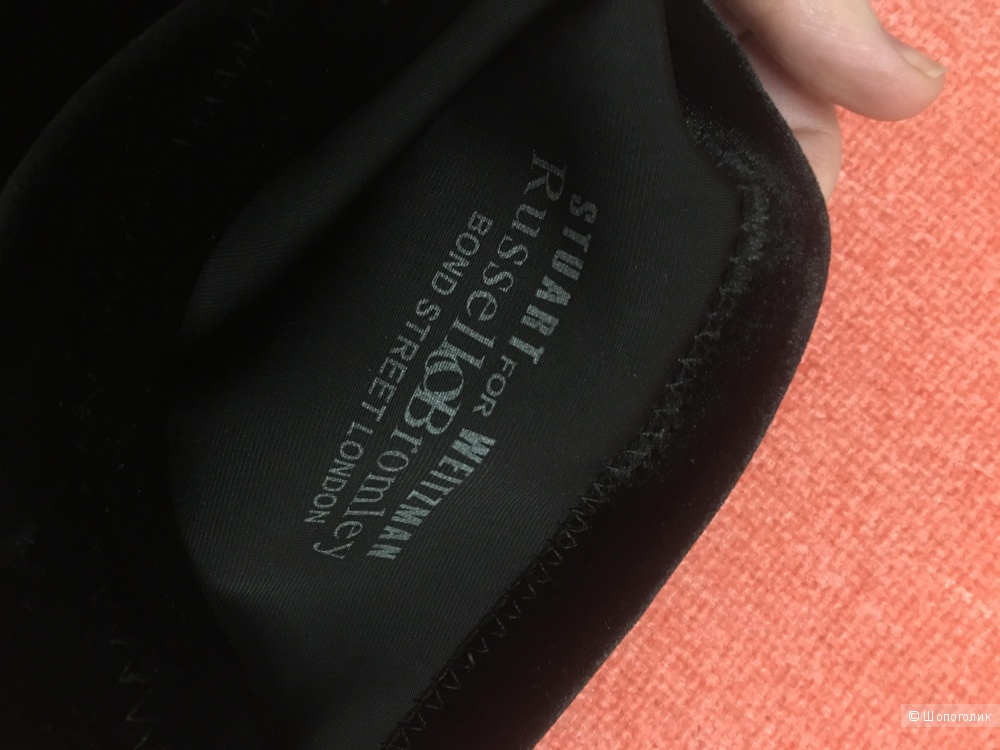 STUART WEITZMAN
FOR
Russell & Bromley
BOND STREET LONDON
© Шопоголик